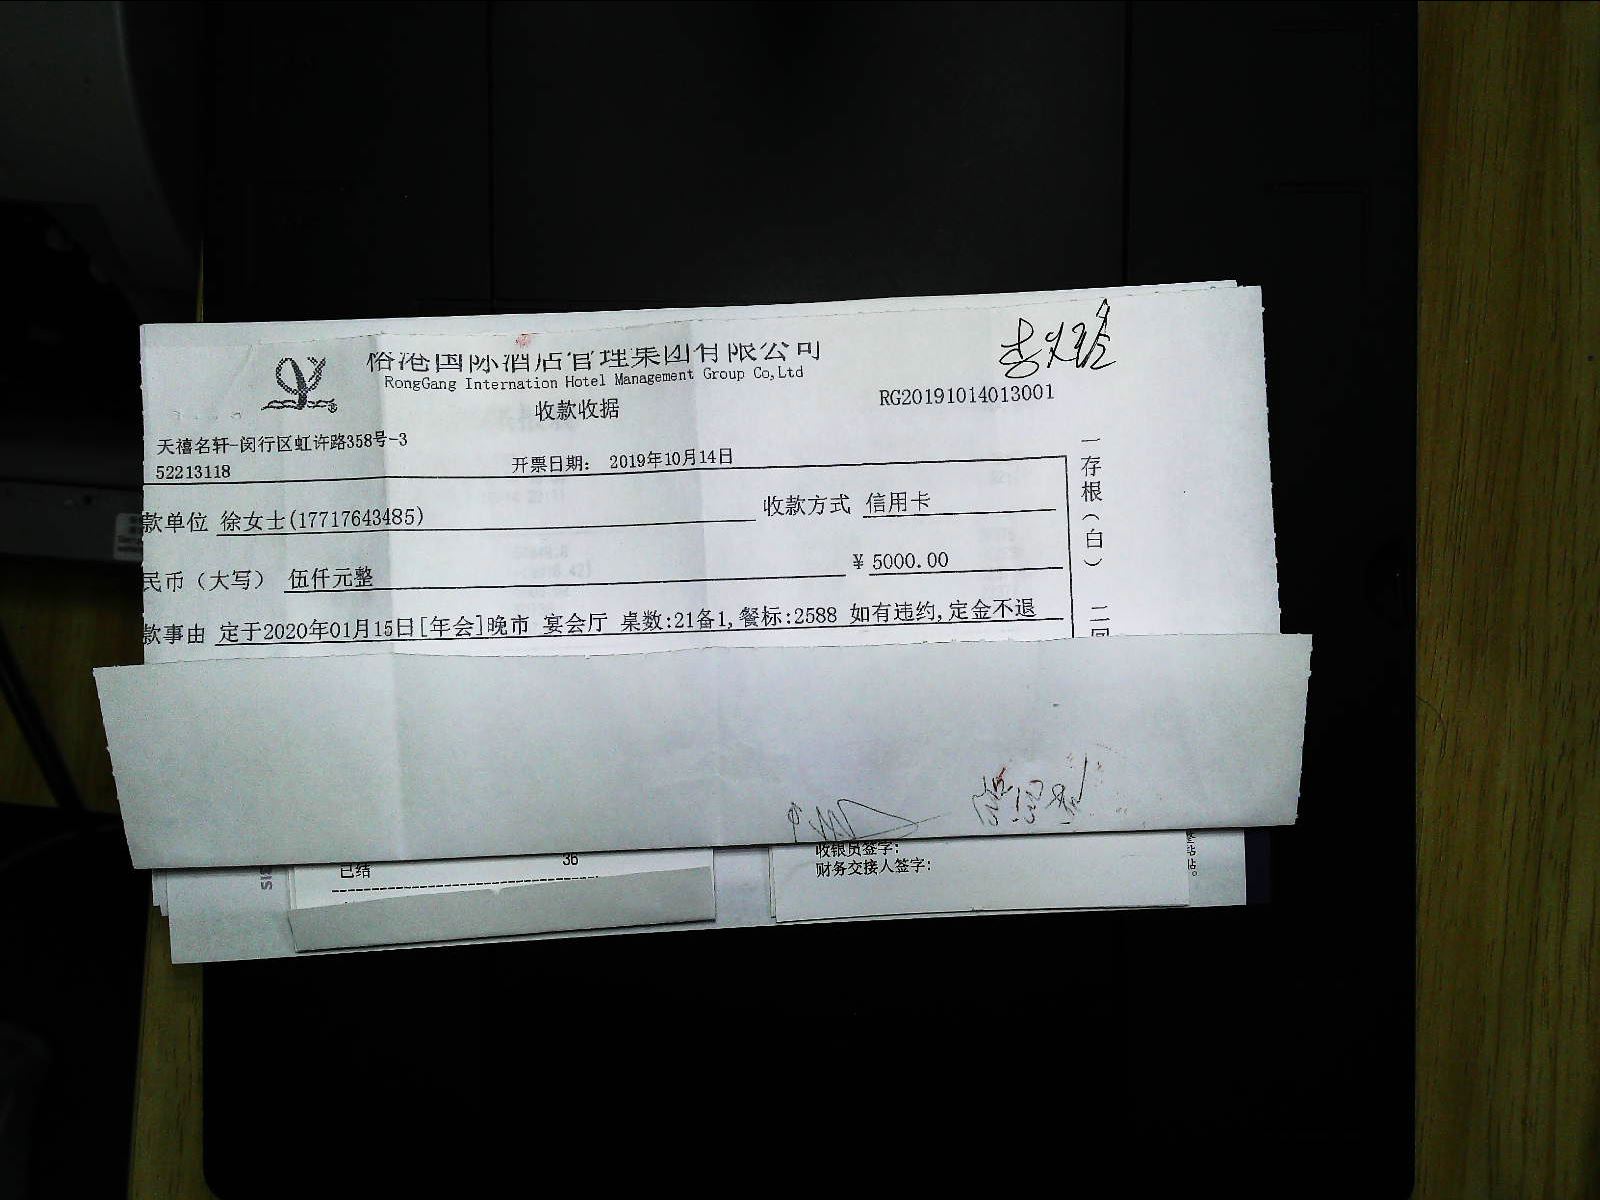 国际酒店管理集团有限公司
RongGang Internation Hotel Management Group Co,Ltd
收款收据
RG20191014013001
天禧名轩-闵行区虹许路358号-3
52213118
开票日期: 2019年10月14日
款单位 徐女士(17717643485) 收款方式 信用卡
民币（大写） 伍仟元整 ¥ 5000.00
款事由 定于2020年01月15日[年会]晚市 宴会厅 桌数:21备1,餐标:2588 如有违约,定金不退
一存根（白） 二
已结 36
收银员签字:
财务交接人签字: